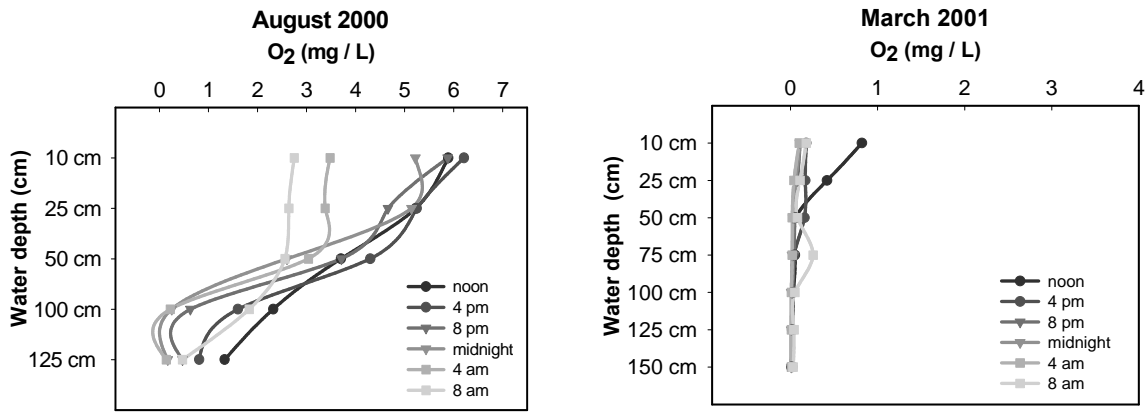 August 2000
O2 (mg / L)
0 1 2 3 4 5 6 7
Water depth (cm)
10 cm
25 cm
50 cm
100 cm
125 cm
noon
4 pm
8 pm
midnight
4 am
8 am
March 2001
O2 (mg / L)
0 1 2 3 4
Water depth (cm)
10 cm
25 cm
50 cm
75 cm
100 cm
125 cm
150 cm
noon
4 pm
8 pm
midnight
4 am
8 am